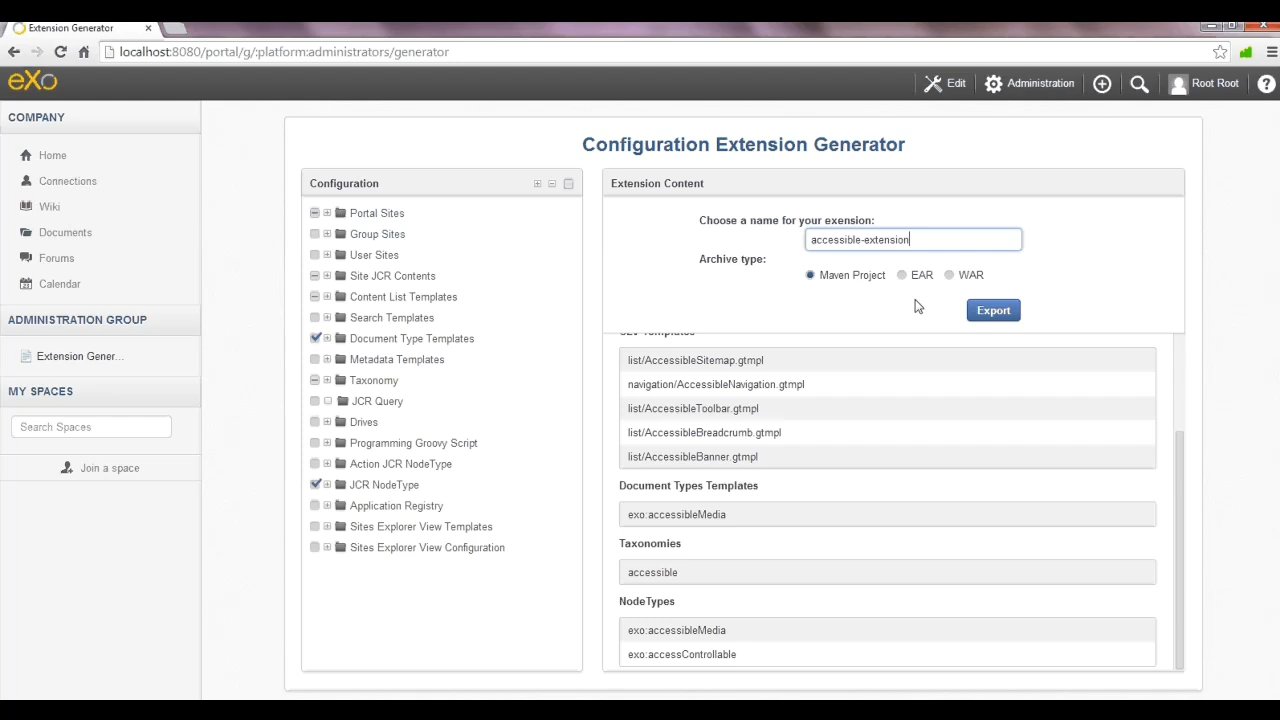 Extension Generator
localhost:8080/portal/g/:platform:administrators/generator
eXo
Edit
Administration
Root Root
COMPANY
Home
Connections
Wiki
Documents
Forums
Calendar
ADMINISTRATION GROUP
Extension Gener...
MY SPACES
Search Spaces
Join a space
Configuration Extension Generator
Configuration
Portal Sites
Group Sites
User Sites
Site JCR Contents
Content List Templates
Search Templates
Document Type Templates
Metadata Templates
Taxonomy
JCR Query
Drives
Programming Groovy Script
Action JCR NodeType
JCR NodeType
Application Registry
Sites Explorer View Templates
Sites Explorer View Configuration
Extension Content
Choose a name for your exension:
accessible-extension
Archive type:
Maven Project EAR WAR
Export
Templates
list/AccessibleSitemap.gtmpl
navigation/AccessibleNavigation.gtmpl
list/AccessibleToolbar.gtmpl
list/AccessibleBreadcrumb.gtmpl
list/AccessibleBanner.gtmpl
Document Types Templates
exo:accessibleMedia
Taxonomies
accessible
NodeTypes
exo:accessibleMedia
exo:accessControllable